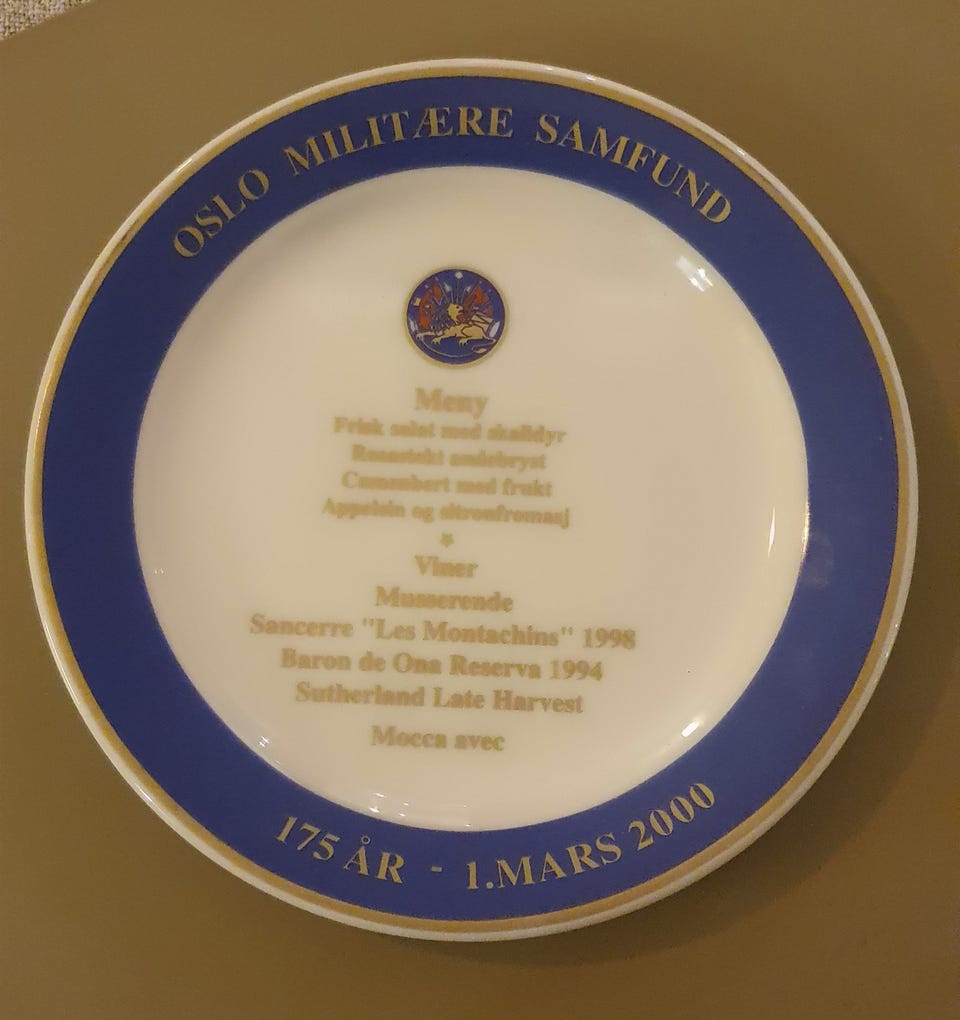 OSLO MILITÆRE SAMFUND
Meny
Frisk salat med skalldyr
Rosastekt andebryst
Camembert med frukt
Appelsin og sitronfromasj
*
Viner
Musserende
Sancerre "Les Montachins" 1998
Baron de Ona Reserva 1994
Sutherland Late Harvest
Mocca avec
175 ÅR - 1.MARS 2000